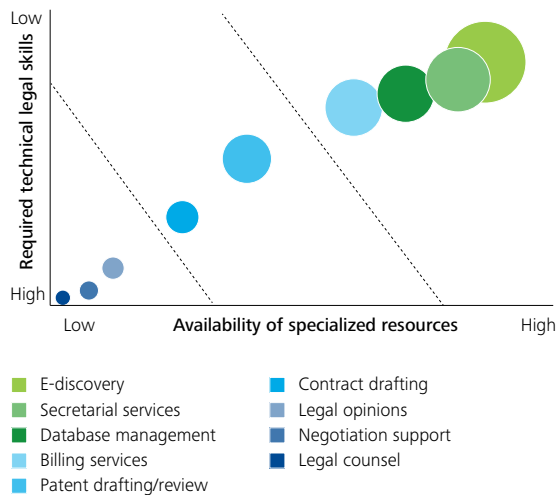 Low
Required technical legal skills
High
Low Availability of specialized resources High
E-discovery
Secretarial services
Database management
Billing services
Patent drafting/review
Contract drafting
Legal opinions
Negotiation support
Legal counsel